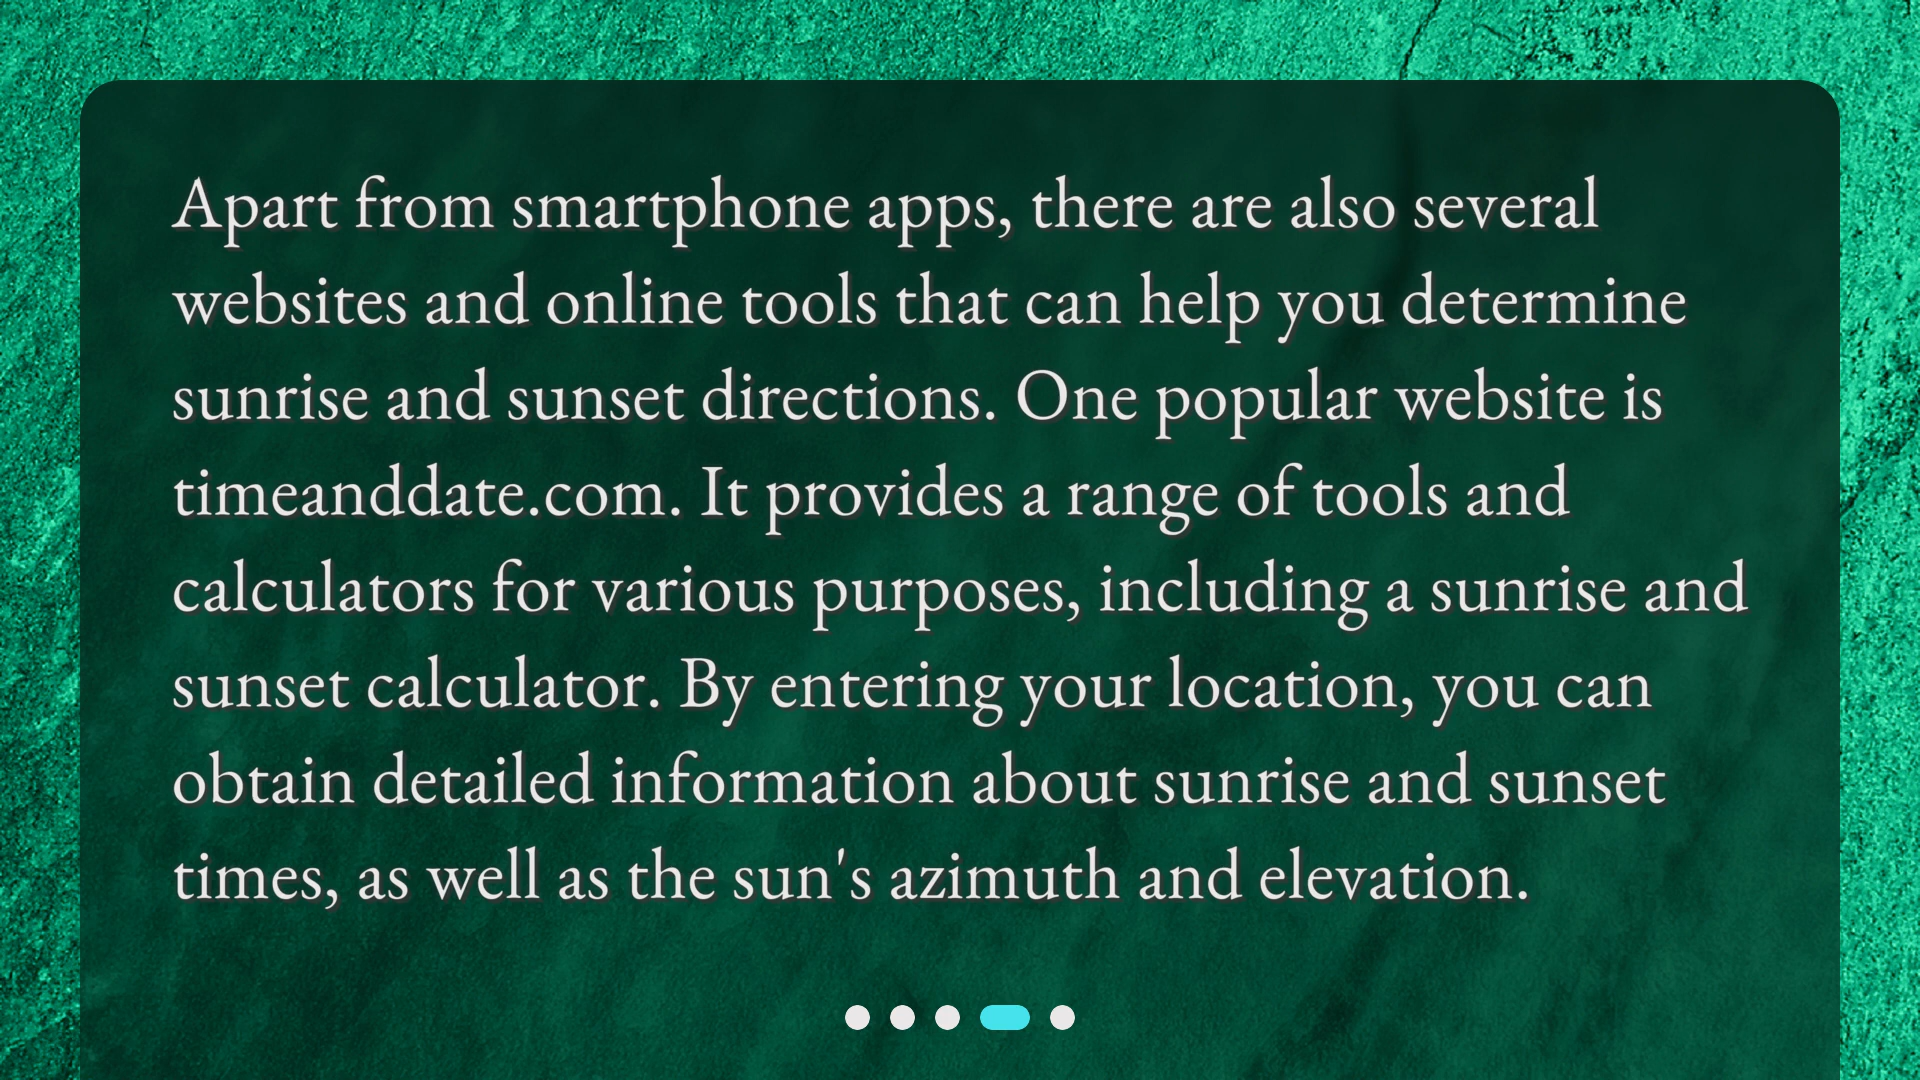 Apart from smartphone apps, there are also several
websites and online tools that can help you determine
sunrise and sunset directions. One popular website is
timeanddate.com. It provides a range of tools and
calculators for various purposes, including a sunrise and
sunset calculator. By entering your location, you can
obtain detailed information about sunrise and sunset
times, as well as the sun's azimuth and elevation.